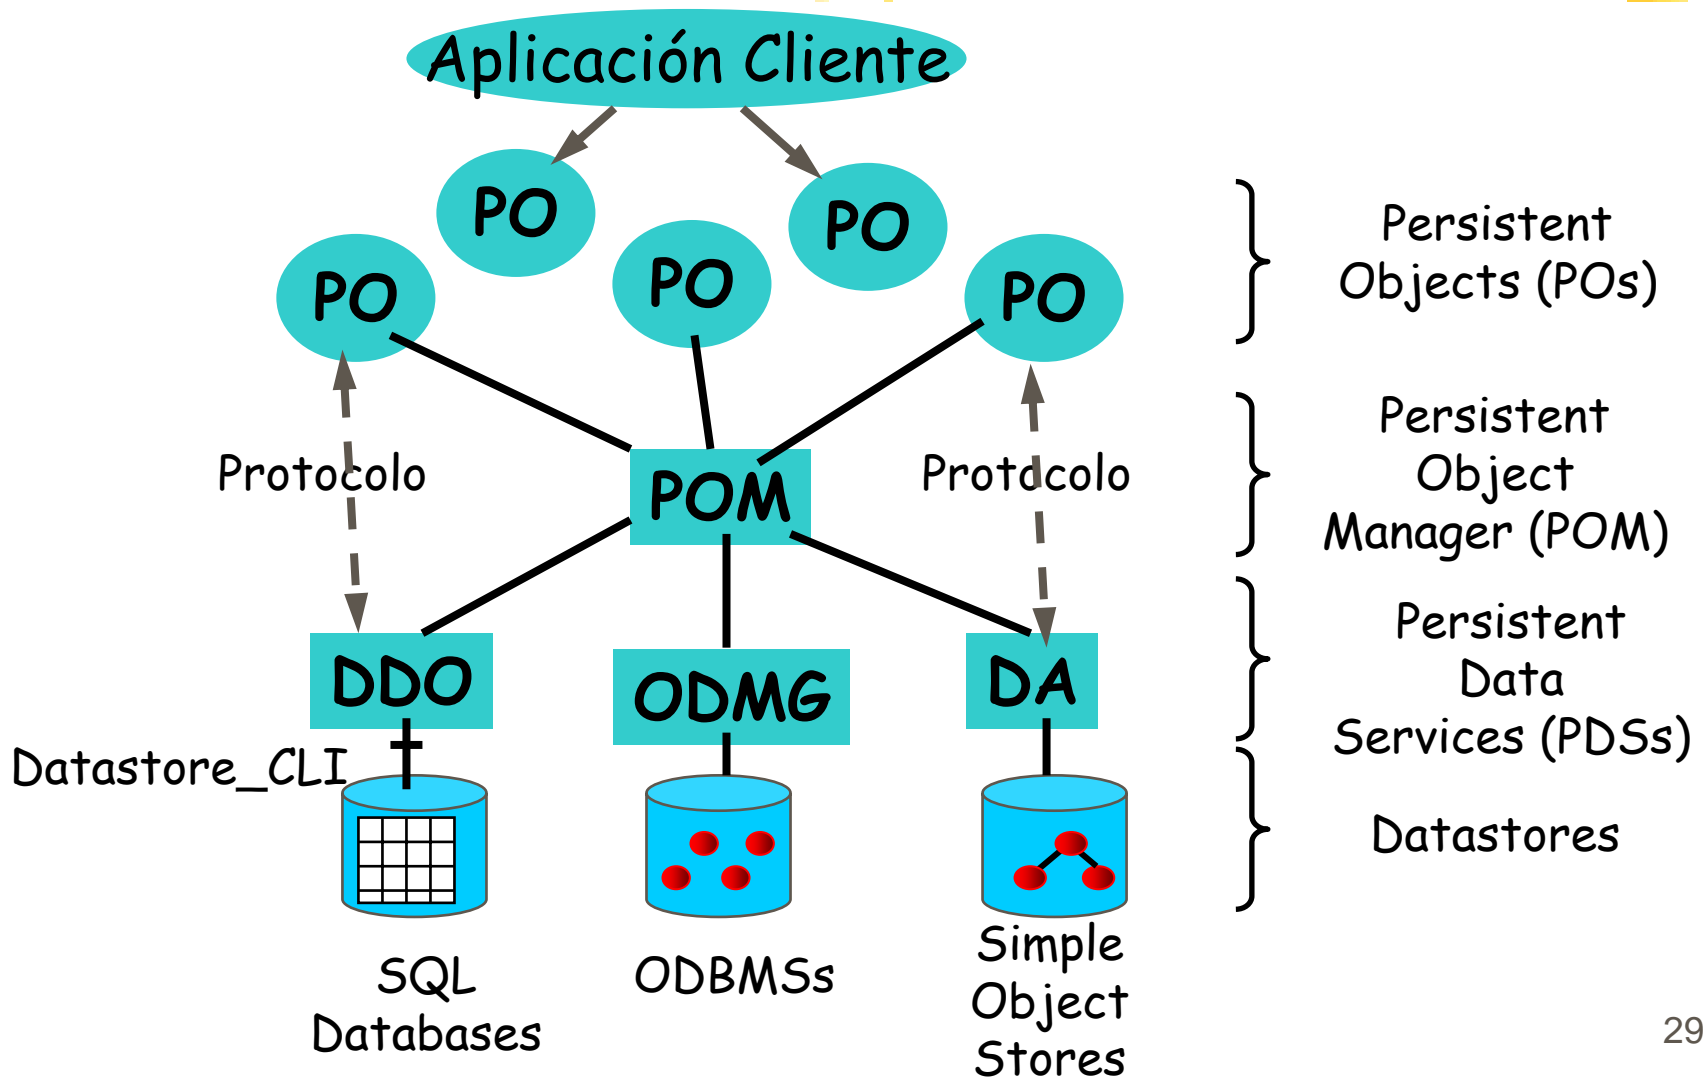 Aplicación Cliente
PO
PO
PO
PO
PO
Persistent
Objects (POs)
Protocolo
Protocolo
POM
Persistent
Object
Manager (POM)
DDO
ODMG
DA
Persistent
Data
Services (PDSs)
Datastore_CLI
Datastores
SQL
Databases
ODBMSs
Simple
Object
Stores
29